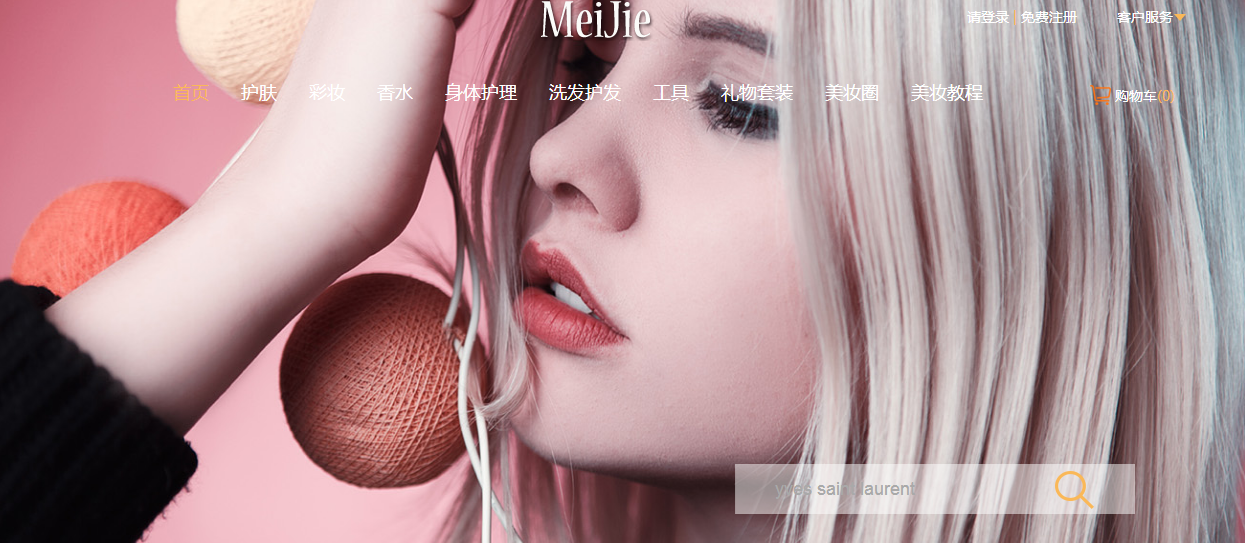 MeiJie
请登录 | 免费注册 客户服务
首页 护肤 彩妆 香水 身体护理 洗发护发 工具 礼物套装 美妆圈 美妆教程
购物车(0)
yves saint laurent